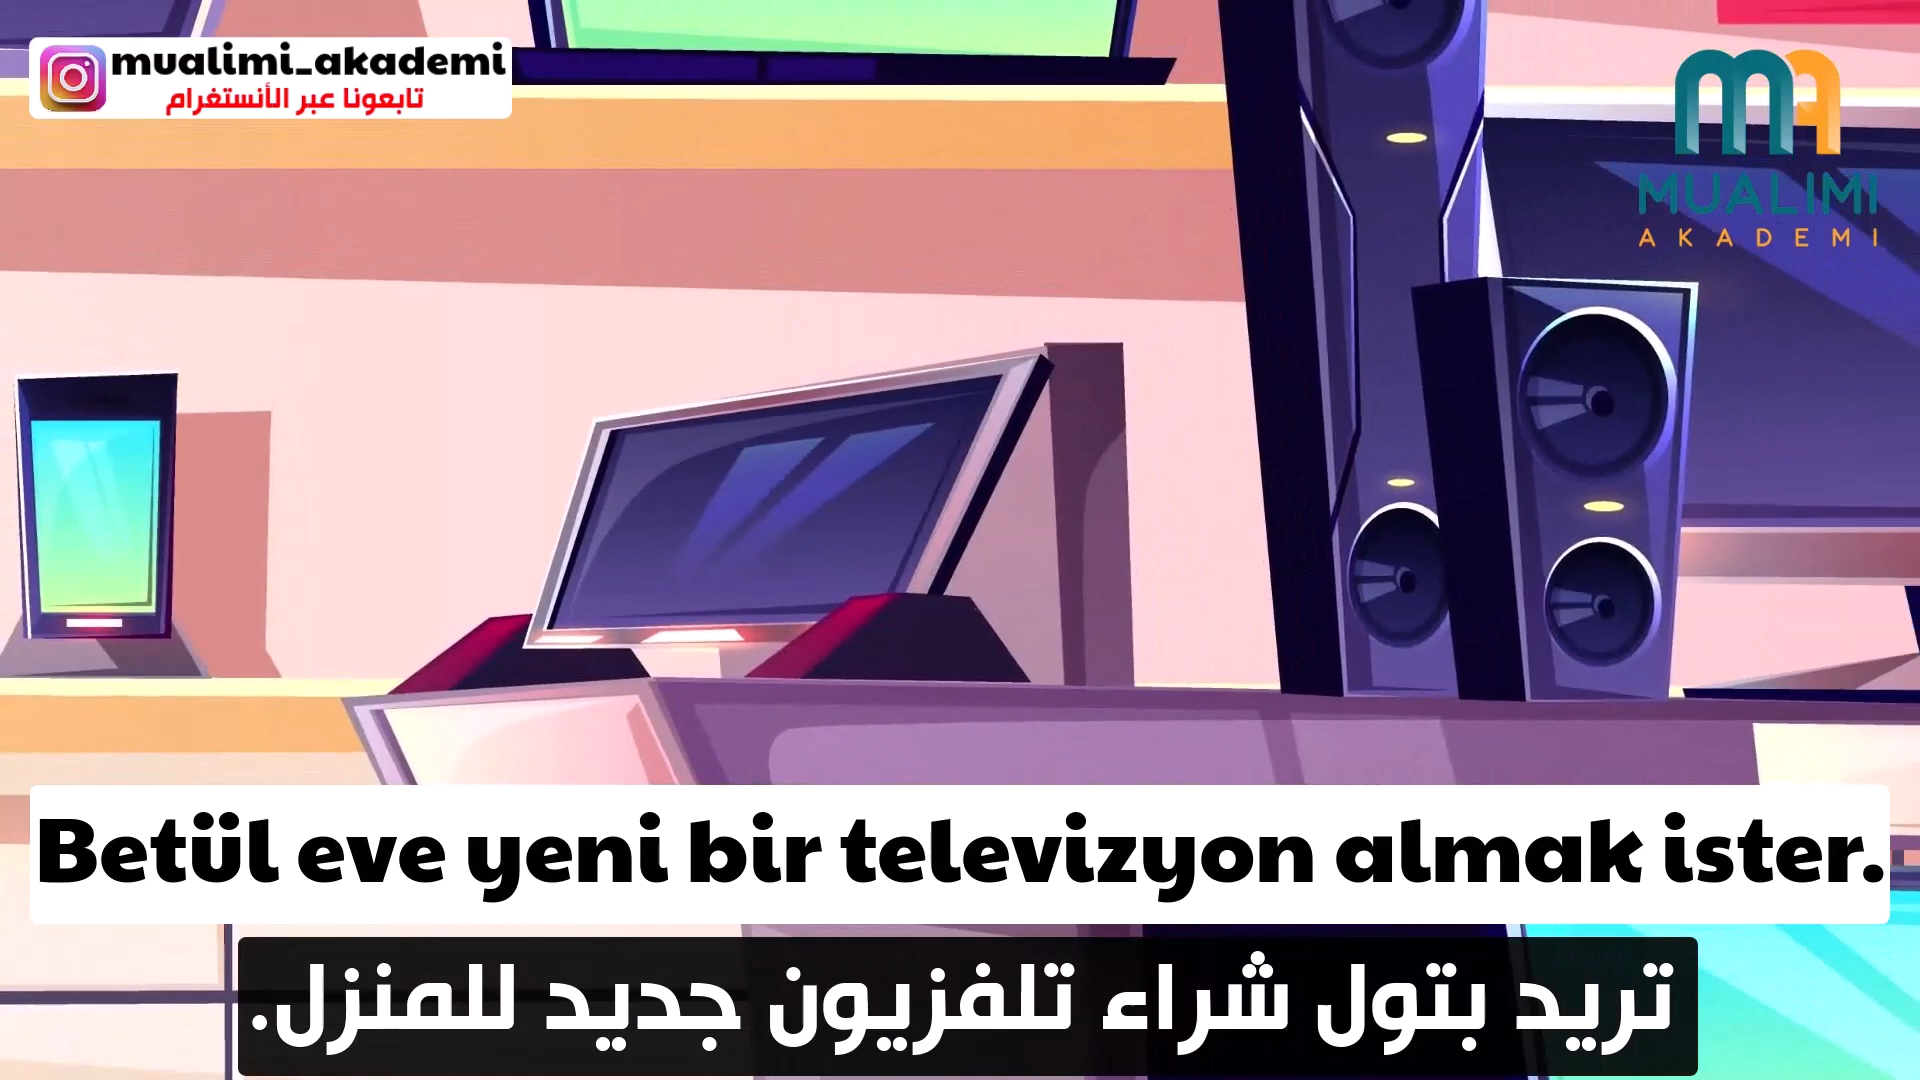 mualimi_akademi
تابعونا عبر الأنستغرام
MUALIMI
AKADEMI
Betül eve yeni bir televizyon almak ister.
تريد بتول شراء تلفزيون جديد للمنزل.